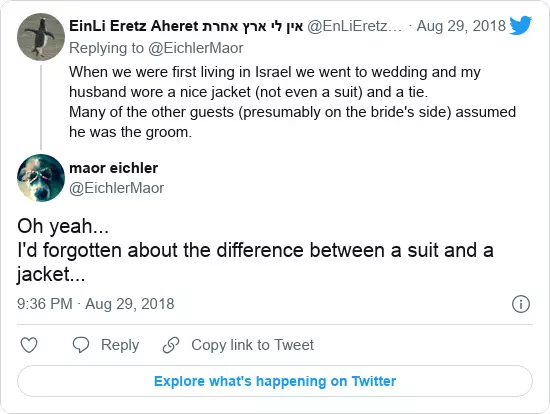 EinLi Eretz Aheret אין לי ארץ אחרת @EnLiEretz… · Aug 29, 2018
Replying to @EichlerMaor
When we were first living in Israel we went to wedding and my
husband wore a nice jacket (not even a suit) and a tie.
Many of the other guests (presumably on the bride's side) assumed
he was the groom.
maor eichler
@EichlerMaor
Oh yeah...
I'd forgotten about the difference between a suit and a
jacket...
9:36 PM · Aug 29, 2018
Reply
Copy link to Tweet
Explore what's happening on Twitter